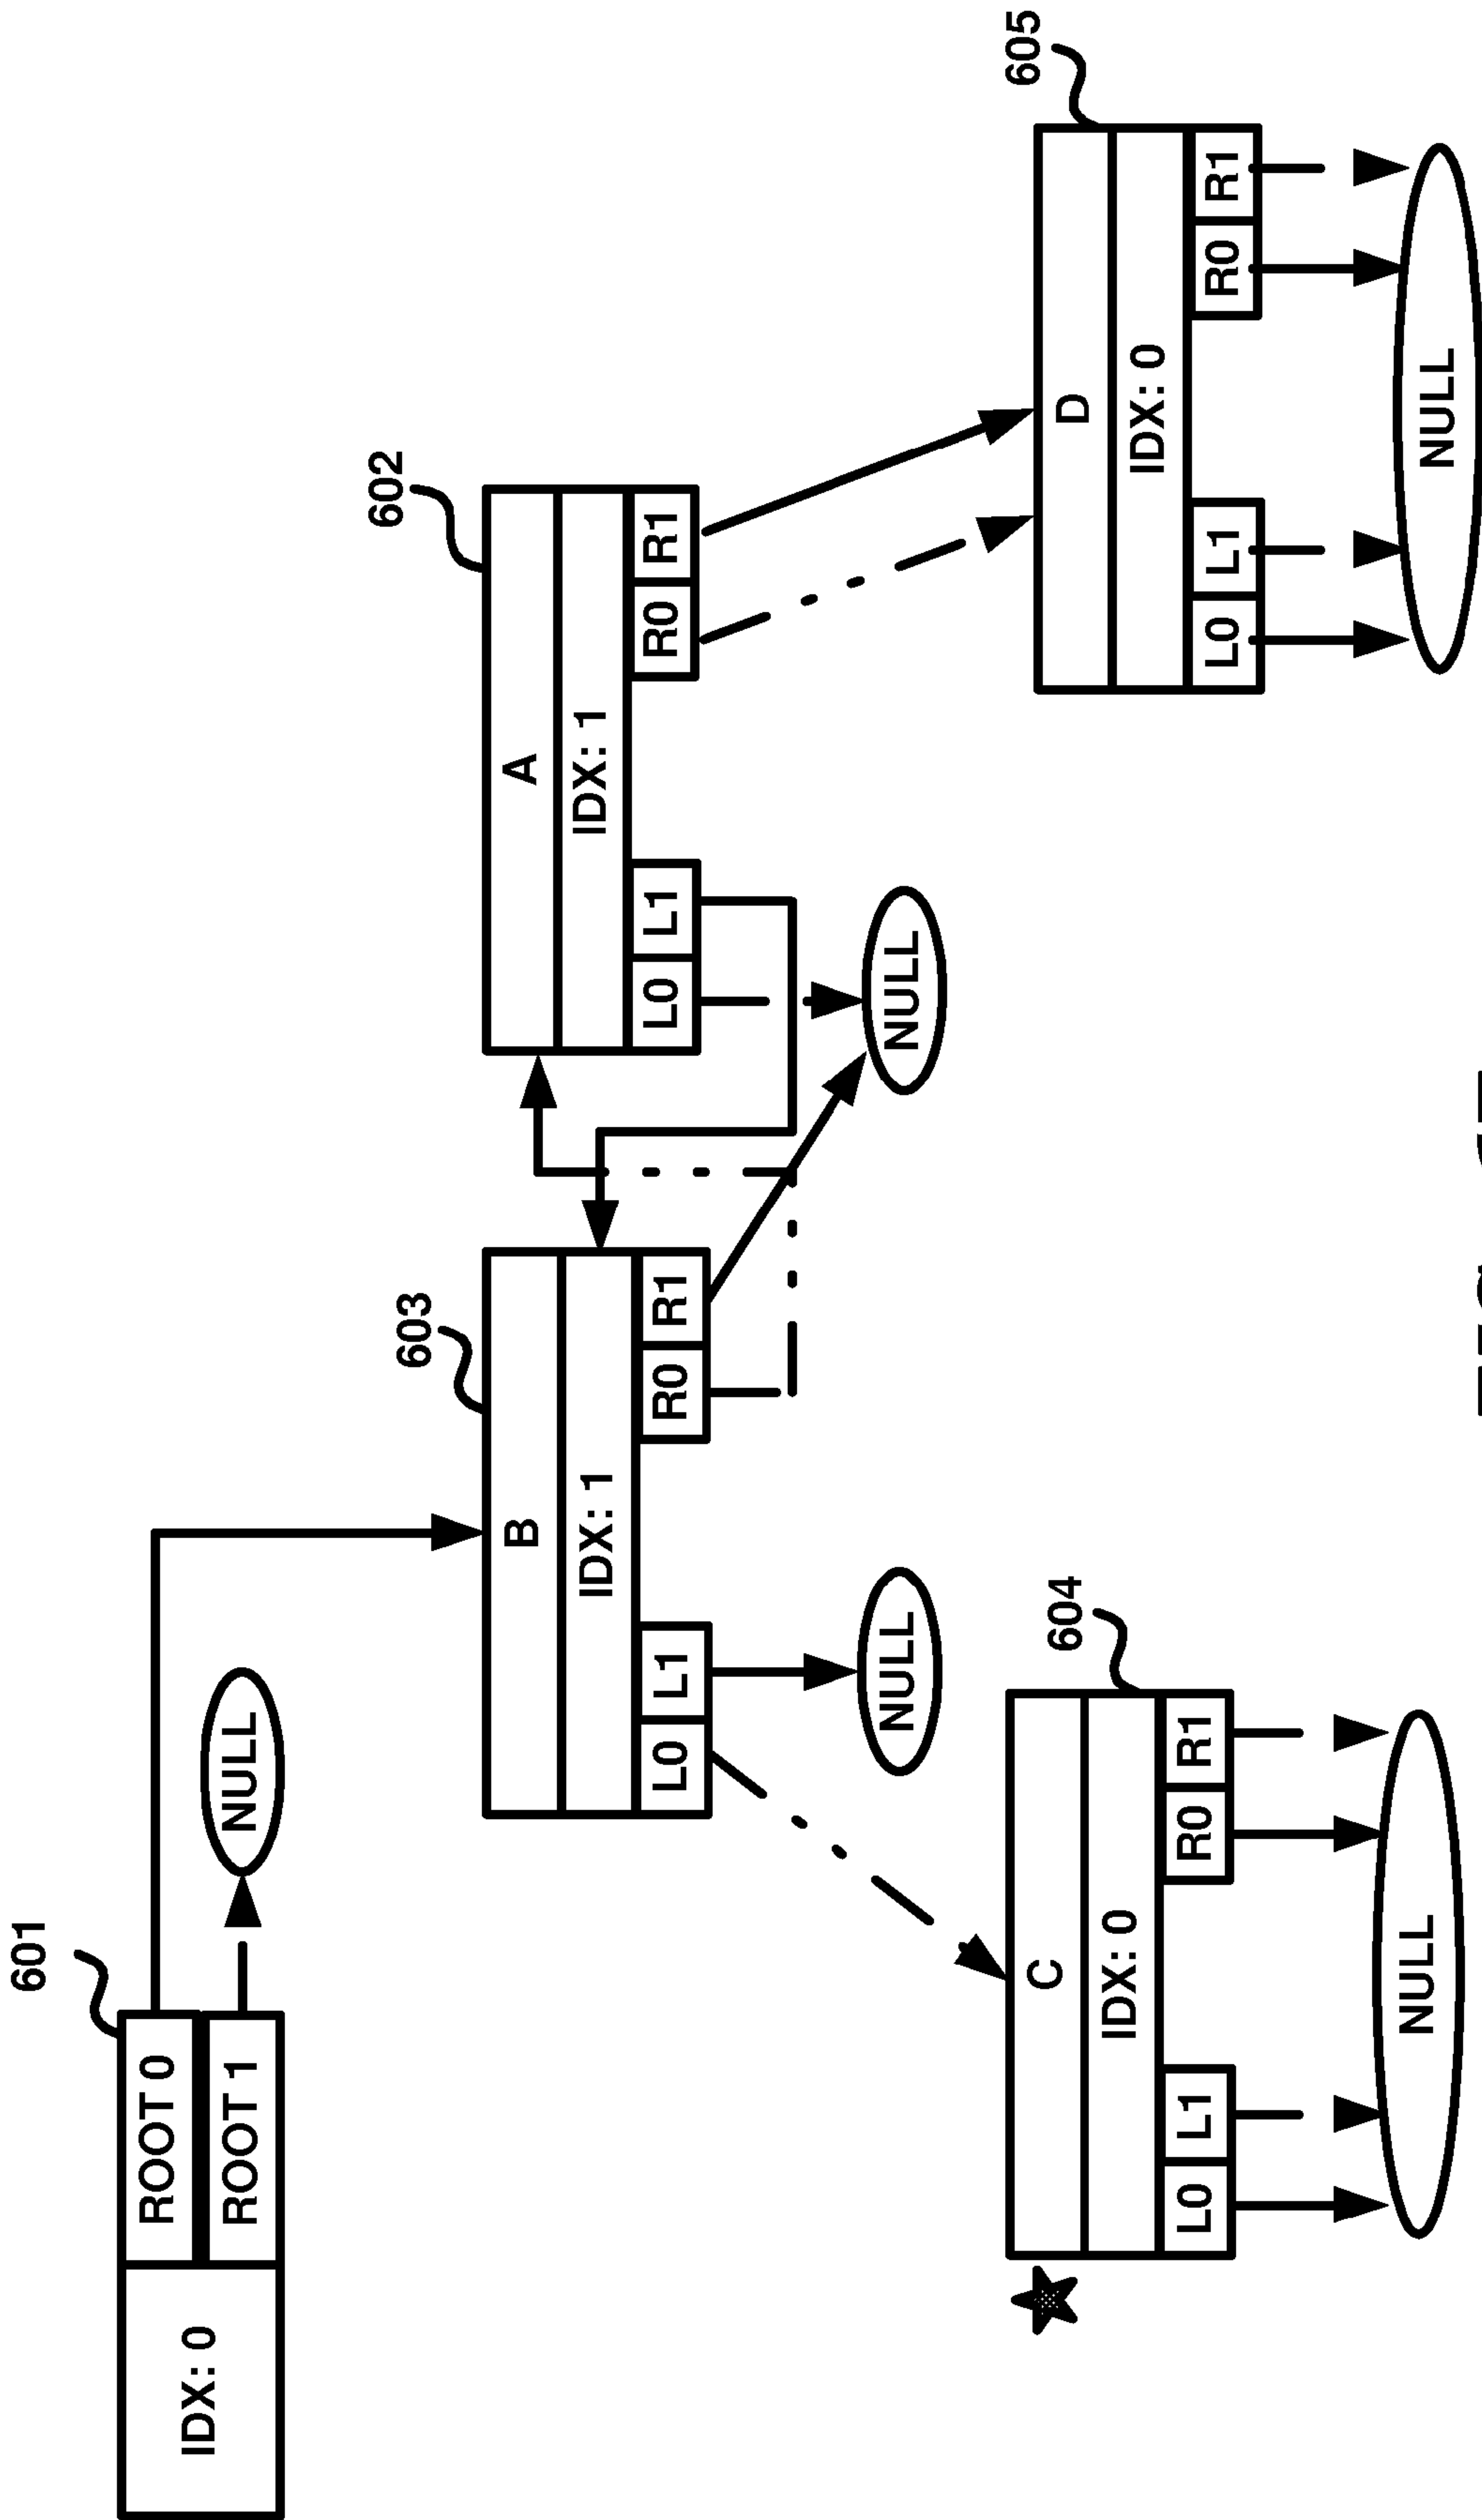 601
IDX: 0
ROOT 0
ROOT 1
NULL
603
B
IDX: 1
L0 L1 R0 R1
NULL
602
A
IDX: 1
L0 L1 R0 R1
NULL
604
C
IDX: 0
L0 L1 R0 R1
NULL
605
D
IDX: 0
L0 L1 R0 R1
NULL